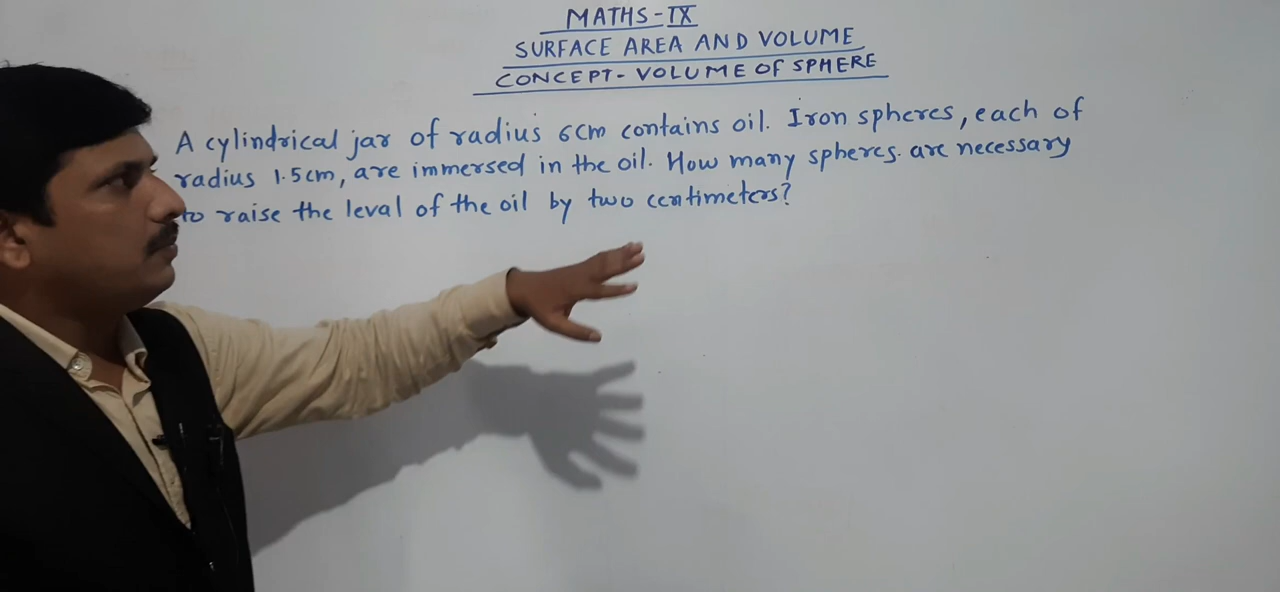 MATHS-IX
SURFACE AREA AND VOLUME
CONCEPT- VOLUME OF SPHERE
A cylindrical jar of radius 6cm contains oil. Iron spheres, each of
radius 1.5cm, are immersed in the oil. How many spheres. are necessary
to raise the leval of the oil by two centimeters?